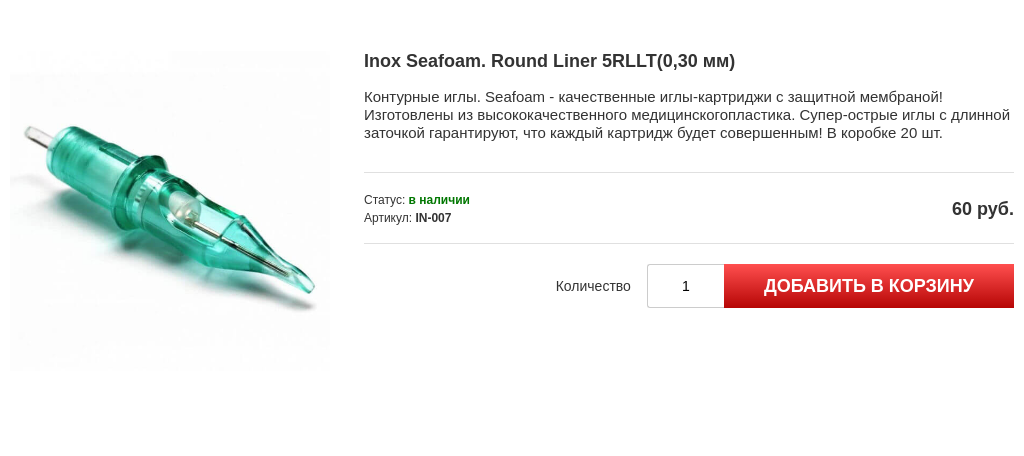 Inox Seafoam. Round Liner 5RLLT(0,30 мм)
Контурные иглы. Seafoam - качественные иглы-картриджи с защитной мембраной!
Изготовлены из высококачественного медицинскогопластика. Супер-острые иглы с длинной
заточкой гарантируют, что каждый картридж будет совершенным! В коробке 20 шт.
Статус: в наличии
Артикул: IN-007
60 руб.
Количество 1 ДОБАВИТЬ В КОРЗИНУ